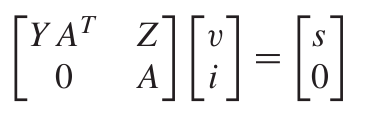 [YA^T Z] [v] = [s]
[0 A] [i] [0]